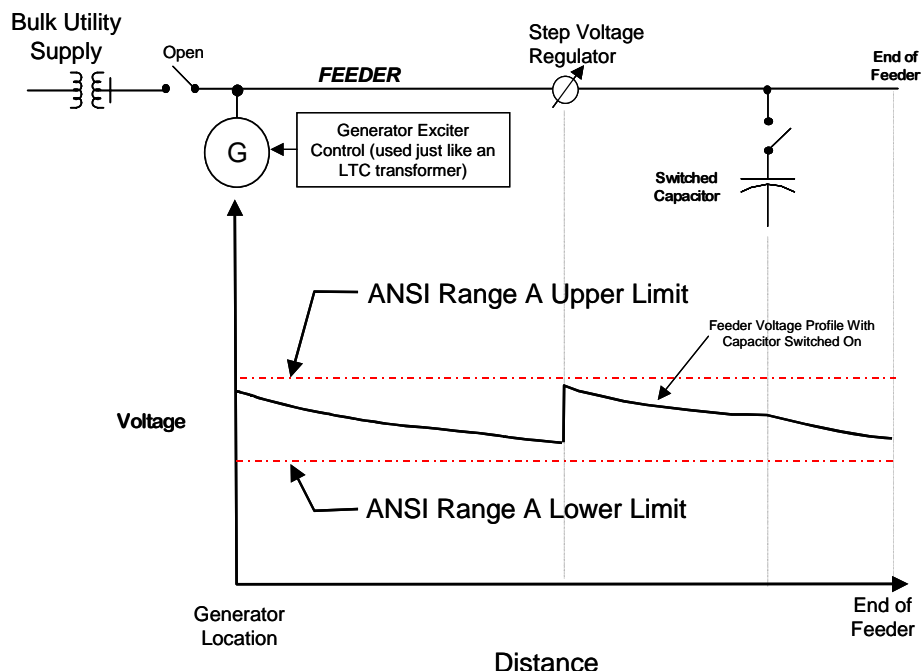 Bulk Utility
Supply
Open
FEEDER
Step Voltage
Regulator
End of
Feeder
G
Generator Exciter
Control (used just like an
LTC transformer)
Switched
Capacitor
ANSI Range A Upper Limit
Feeder Voltage Profile With
Capacitor Switched On
Voltage
ANSI Range A Lower Limit
Generator
Location
End of
Feeder
Distance